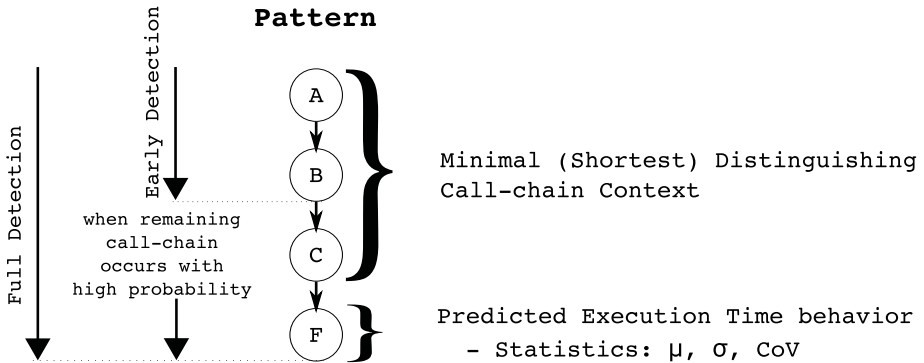 Pattern
Full Detection
Early Detection
when remaining
call-chain
occurs with
high probability
A
B
C
F
Minimal (Shortest) Distinguishing
Call-chain Context
Predicted Execution Time behavior
- Statistics: μ, σ, CoV